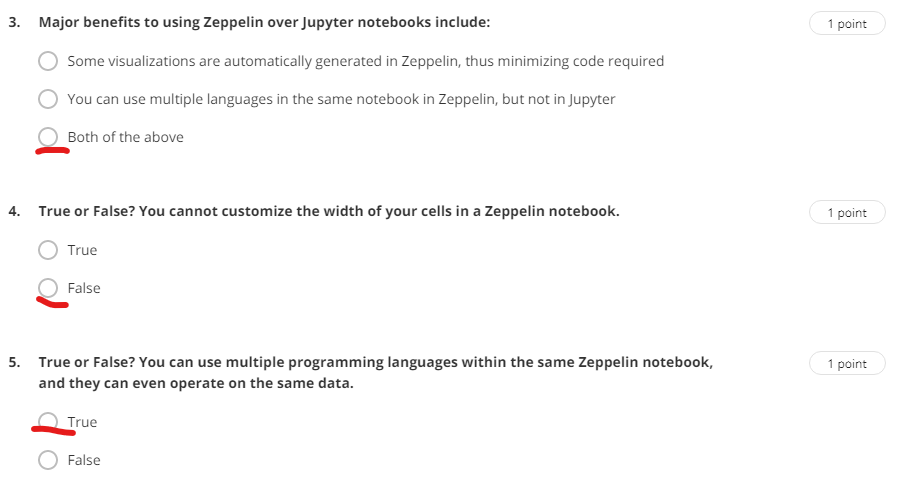 3. Major benefits to using Zeppelin over Jupyter notebooks include:
1 point
Some visualizations are automatically generated in Zeppelin, thus minimizing code required
You can use multiple languages in the same notebook in Zeppelin, but not in Jupyter
Both of the above
4. True or False? You cannot customize the width of your cells in a Zeppelin notebook.
1 point
True
False
5. True or False? You can use multiple programming languages within the same Zeppelin notebook,
and they can even operate on the same data.
1 point
True
False